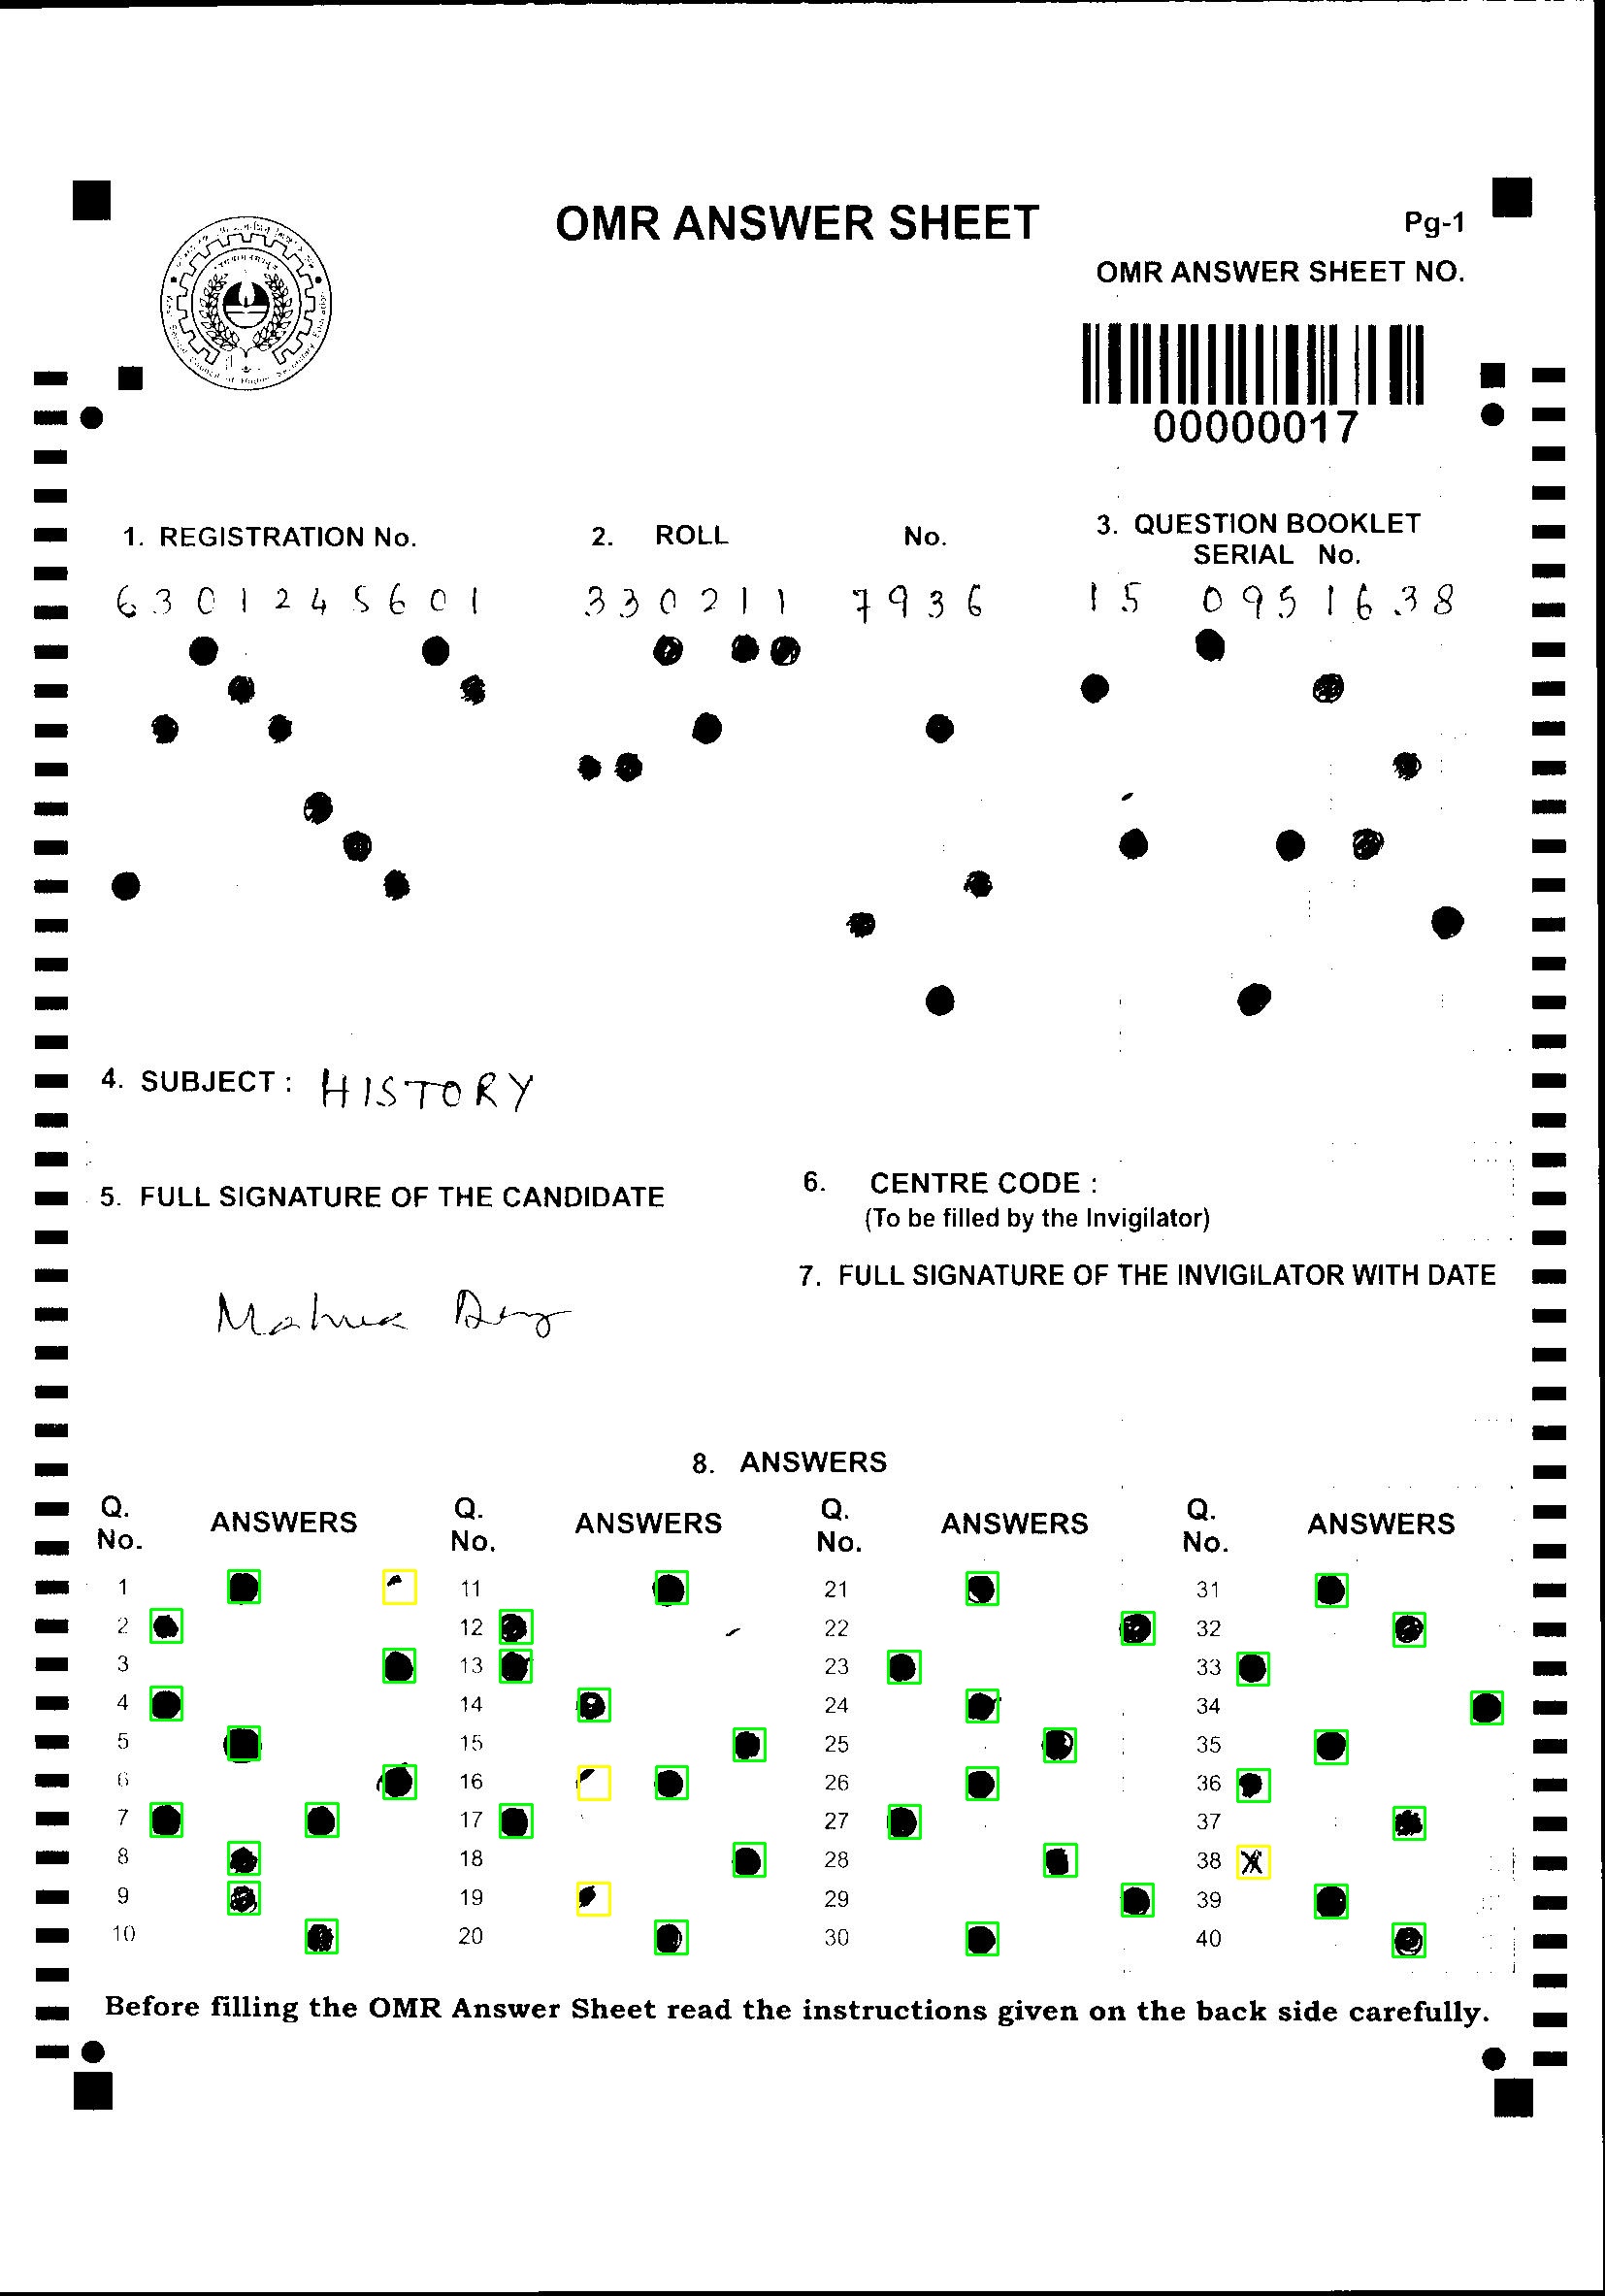 OMR ANSWER SHEET
Pg-1
OMR ANSWER SHEET NO.
00000017
1. REGISTRATION No.
6301245601
2. ROLL No.
330211 7936
3. QUESTION BOOKLET
SERIAL No.
15 0951638
4. SUBJECT : HISTORY
5. FULL SIGNATURE OF THE CANDIDATE
6. CENTRE CODE :
(To be filled by the Invigilator)
7. FULL SIGNATURE OF THE INVIGILATOR WITH DATE
Mahua
8. ANSWERS
Q. No. ANSWERS Q. No. ANSWERS Q. No. ANSWERS Q. No. ANSWERS
1 11 21 31
2 12 22 32
3 13 23 33
4 14 24 34
5 15 25 35
6 16 26 36
7 17 27 37
8 18 28 38 X
9 19 29 39
10 20 30 40
Before filling the OMR Answer Sheet read the instructions given on the back side carefully.